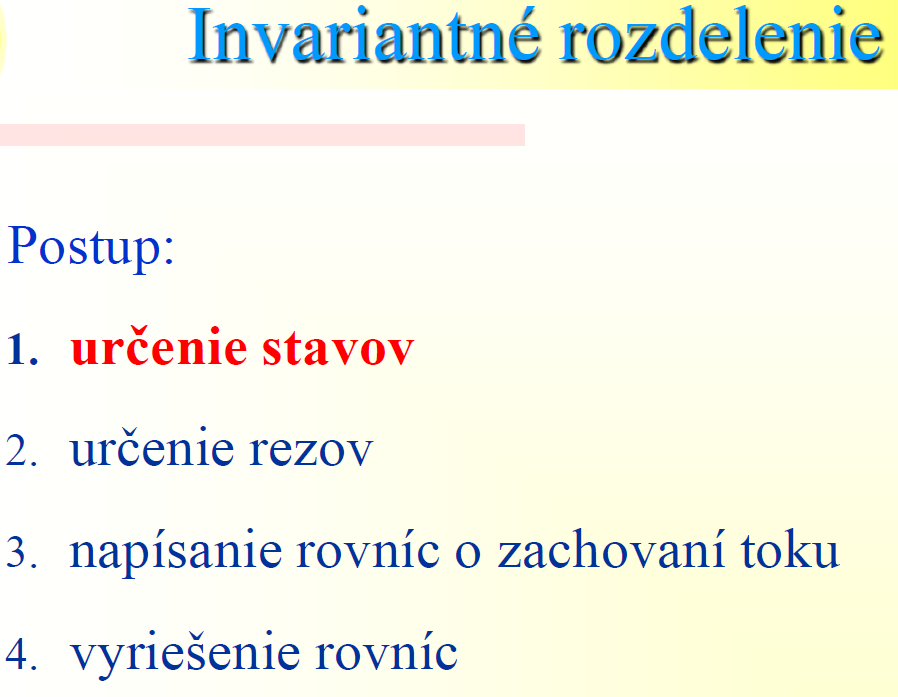 Invariantné rozdelenie
Postup:
1. určenie stavov
2. určenie rezov
3. napísanie rovníc o zachovaní toku
4. vyriešenie rovníc